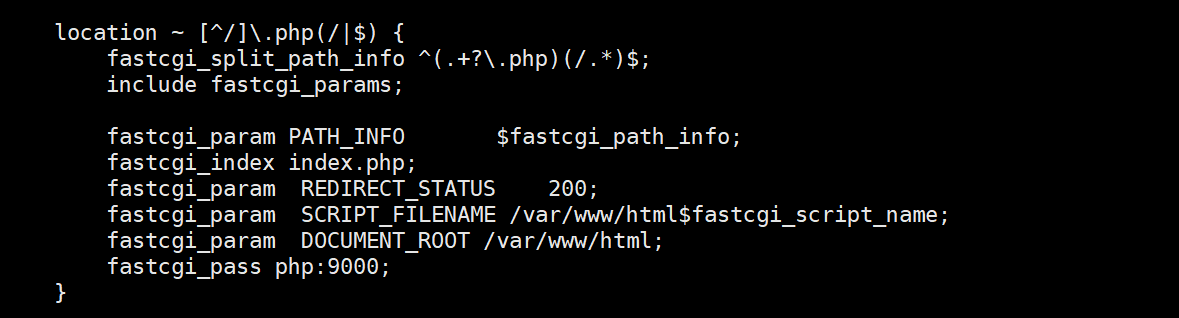 location ~ [^/]\.php(/|$) {
    fastcgi_split_path_info ^(.+?\.php)(/.*)$;
    include fastcgi_params;

    fastcgi_param PATH_INFO       $fastcgi_path_info;
    fastcgi_index index.php;
    fastcgi_param  REDIRECT_STATUS    200;
    fastcgi_param  SCRIPT_FILENAME /var/www/html$fastcgi_script_name;
    fastcgi_param  DOCUMENT_ROOT /var/www/html;
    fastcgi_pass php:9000;
}